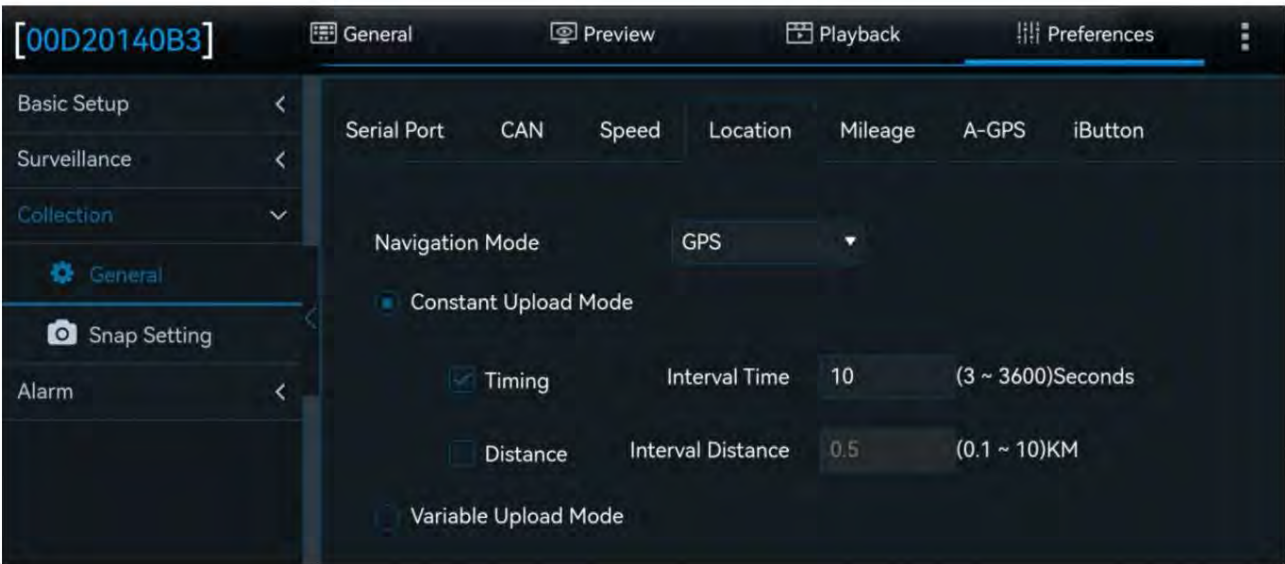 [00D20140B3]
General
Preview
Playback
Preferences
Basic Setup
Surveillance
Collection
General
Snap Setting
Alarm
Serial Port
CAN
Speed
Location
Mileage
A-GPS
iButton
Navigation Mode
GPS
Constant Upload Mode
Timing
Interval Time
10
(3 ~ 3600)Seconds
Distance
Interval Distance
0.5
(0.1 ~ 10)KM
Variable Upload Mode